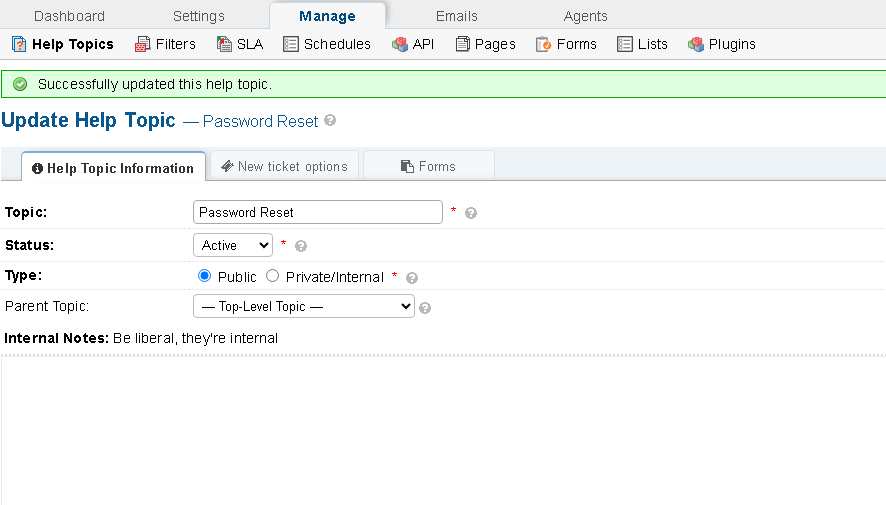 Dashboard Settings Manage Emails Agents
Help Topics Filters SLA Schedules API Pages Forms Lists Plugins
Successfully updated this help topic.
Update Help Topic — Password Reset
Help Topic Information New ticket options Forms
Topic: Password Reset *
Status: Active *
Type: Public Private/Internal *
Parent Topic: — Top-Level Topic —
Internal Notes: Be liberal, they're internal